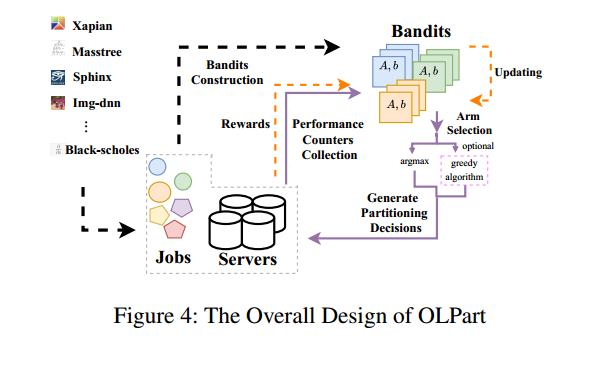 Xapian
Masstree
Sphinx
Img-dnn
⋮
Black-scholes
Bandits
Construction
Bandits
A, b
A, b
A, b
Updating
Rewards
Performance
Counters
Collection
Arm
Selection
optional
argmax
greedy
algorithm
Generate
Partitioning
Decisions
Jobs
Servers
Figure 4: The Overall Design of OLPart